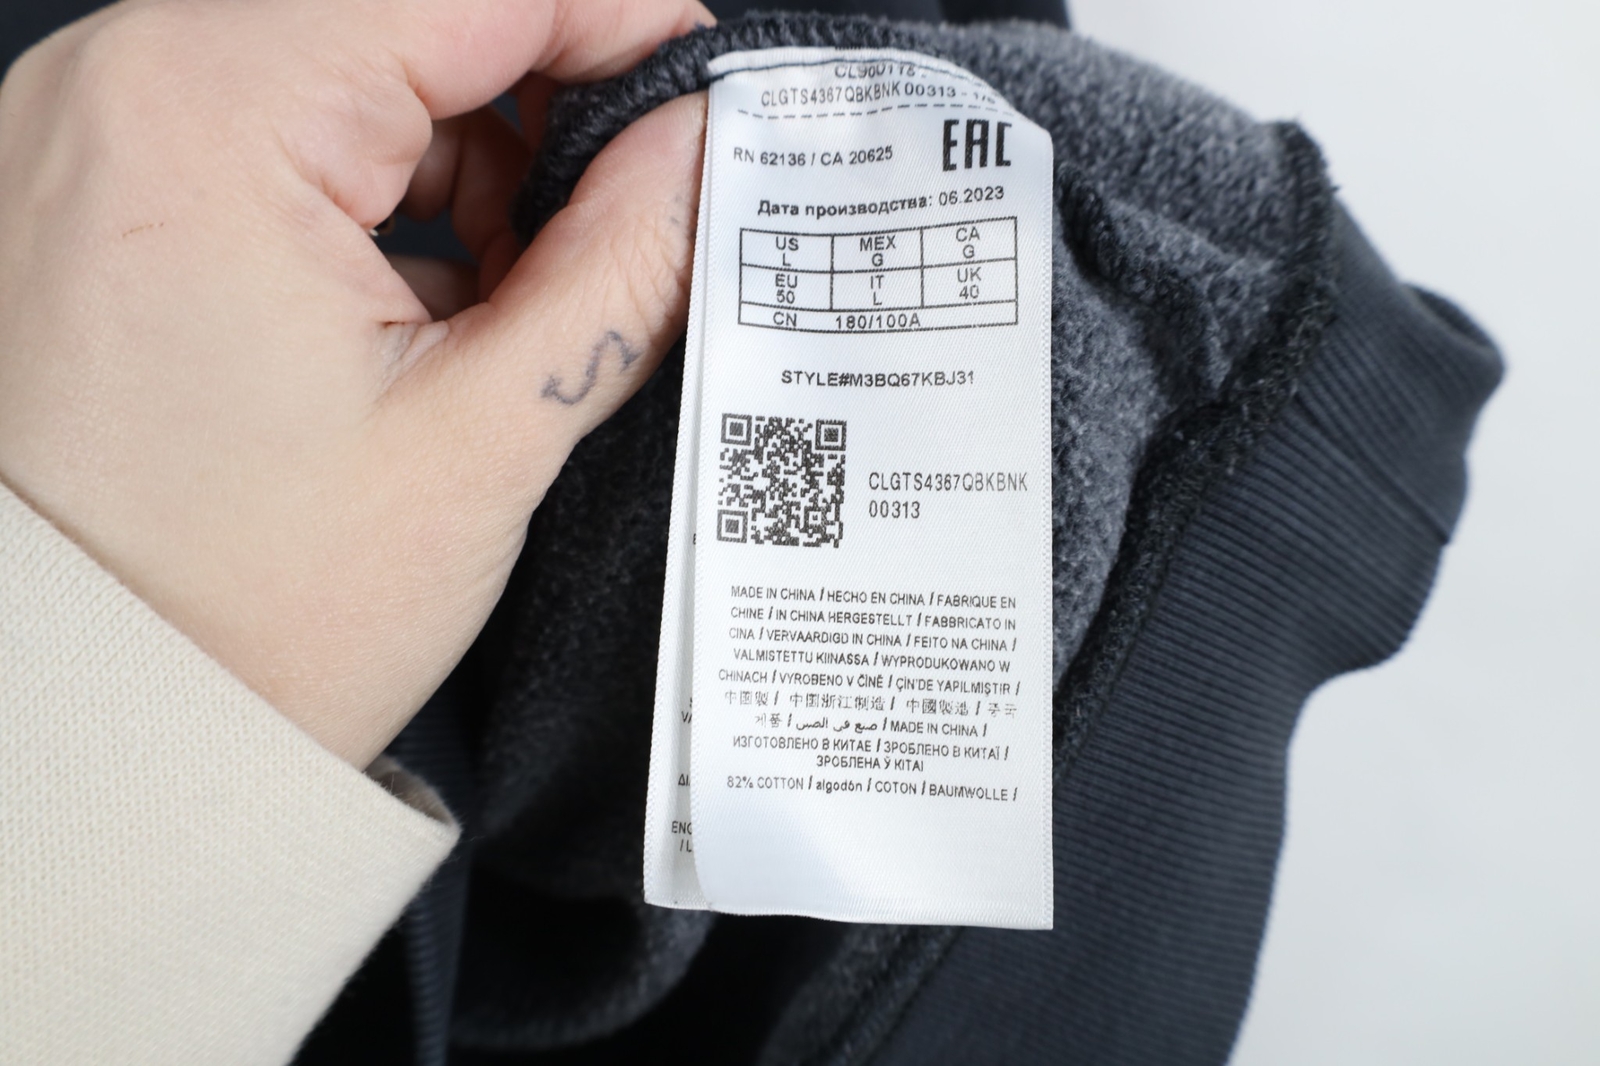 CLGTS4367QBKBNK 00313 - 1/6
EAC
RN 62136 / CA 20625
Дата производства: 06.2023
US MEX CA
L G G
EU IT UK
50 L 40
CN 180/100A
STYLE#M3BQ67KBJ31
CLGTS4367QBKBNK
00313
MADE IN CHINA / HECHO EN CHINA / FABRIQUE EN
CHINE / IN CHINA HERGESTELLT / FABBRICATO IN
CINA / VERVAARDIGD IN CHINA / FEITO NA CHINA /
VALMISTETTU KIINASSA / WYPRODUKOWANO W
CHINACH / VYROBENO V ČÍNĚ / ÇİN'DE YAPILMIŞTIR /
中国製 / 中国浙江制造 / 中國製造 / 중국
제품 / صنع في الصين / MADE IN CHINA /
ИЗГОТОВЛЕНО В КИТАЕ / ЗРОБЛЕНО В КИТАЇ /
ЗРОБЛЕНА Ў КІТАІ
82% COTTON / algodón / COTON / BAUMWOLLE /